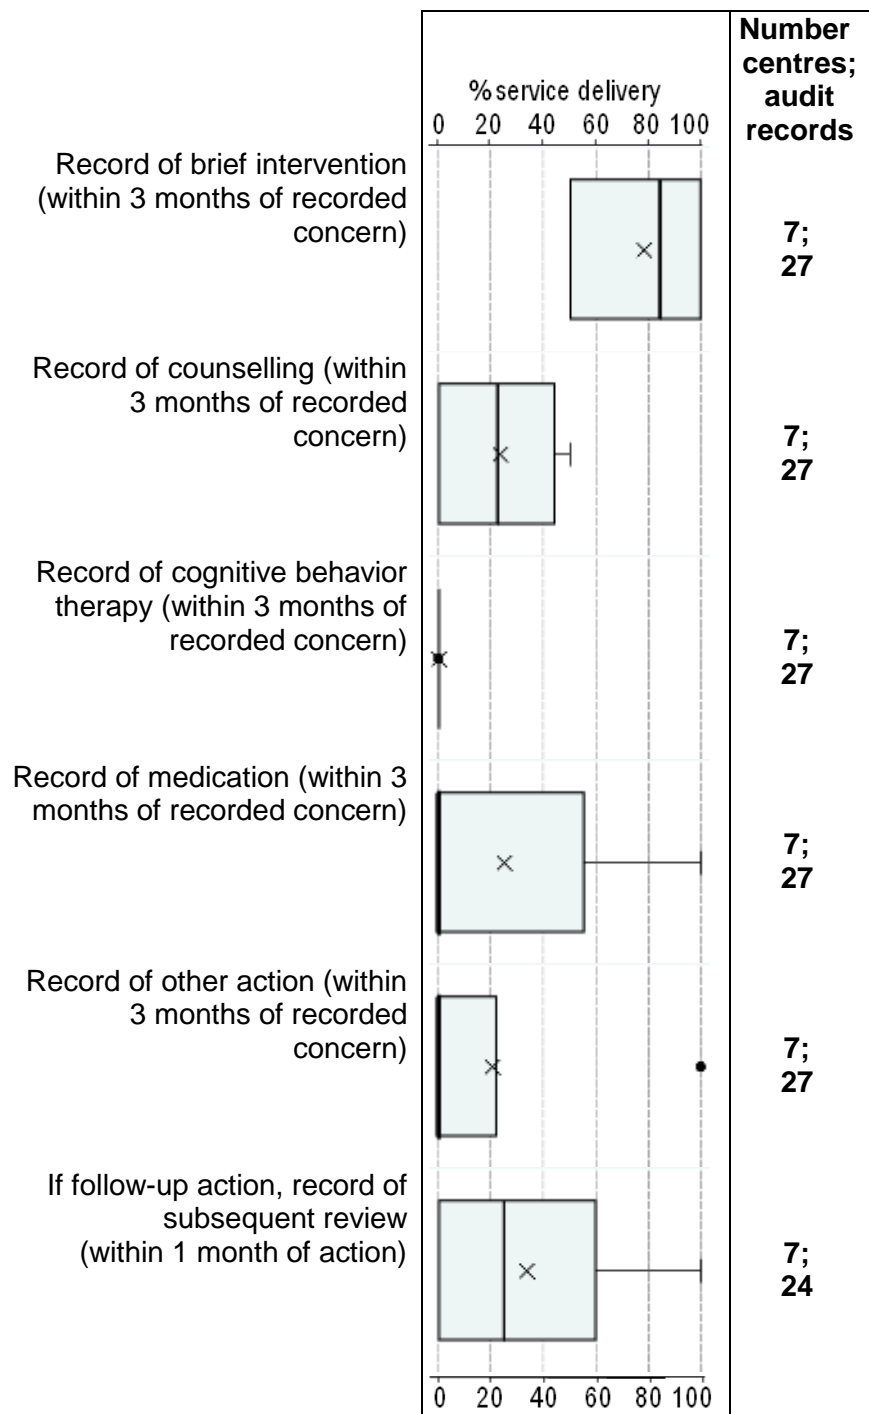 Number
centres;
audit
records
% service delivery
0 20 40 60 80 100
Record of brief intervention
(within 3 months of recorded
concern)
7;
27
Record of counselling (within
3 months of recorded
concern)
7;
27
Record of cognitive behavior
therapy (within 3 months of
recorded concern)
7;
27
Record of medication (within 3
months of recorded concern)
7;
27
Record of other action (within
3 months of recorded
concern)
7;
27
If follow-up action, record of
subsequent review
(within 1 month of action)
7;
24
0 20 40 60 80 100